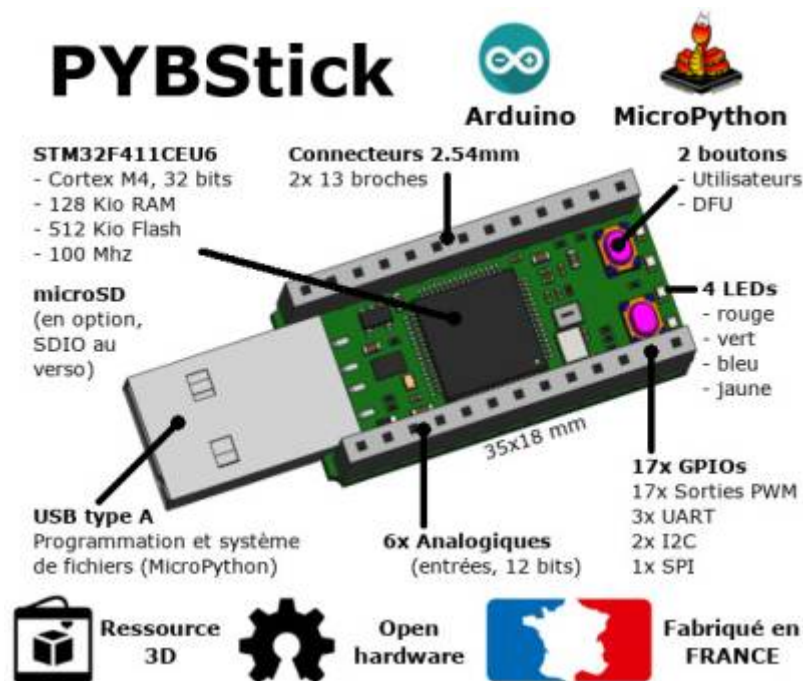 PYBStick
Arduino
MicroPython
STM32F411CEU6
- Cortex M4, 32 bits
- 128 Kio RAM
- 512 Kio Flash
- 100 Mhz
Connecteurs 2.54mm
2x 13 broches
2 boutons
- Utilisateurs
- DFU
microSD
(en option,
SDIO au
verso)
4 LEDs
- rouge
- vert
- bleu
- jaune
35x18 mm
USB type A
Programmation et système
de fichiers (MicroPython)
6x Analogiques
(entrées, 12 bits)
17x GPIOs
17x Sorties PWM
3x UART
2x I2C
1x SPI
Ressource
3D
Open
hardware
Fabriqué en
FRANCE